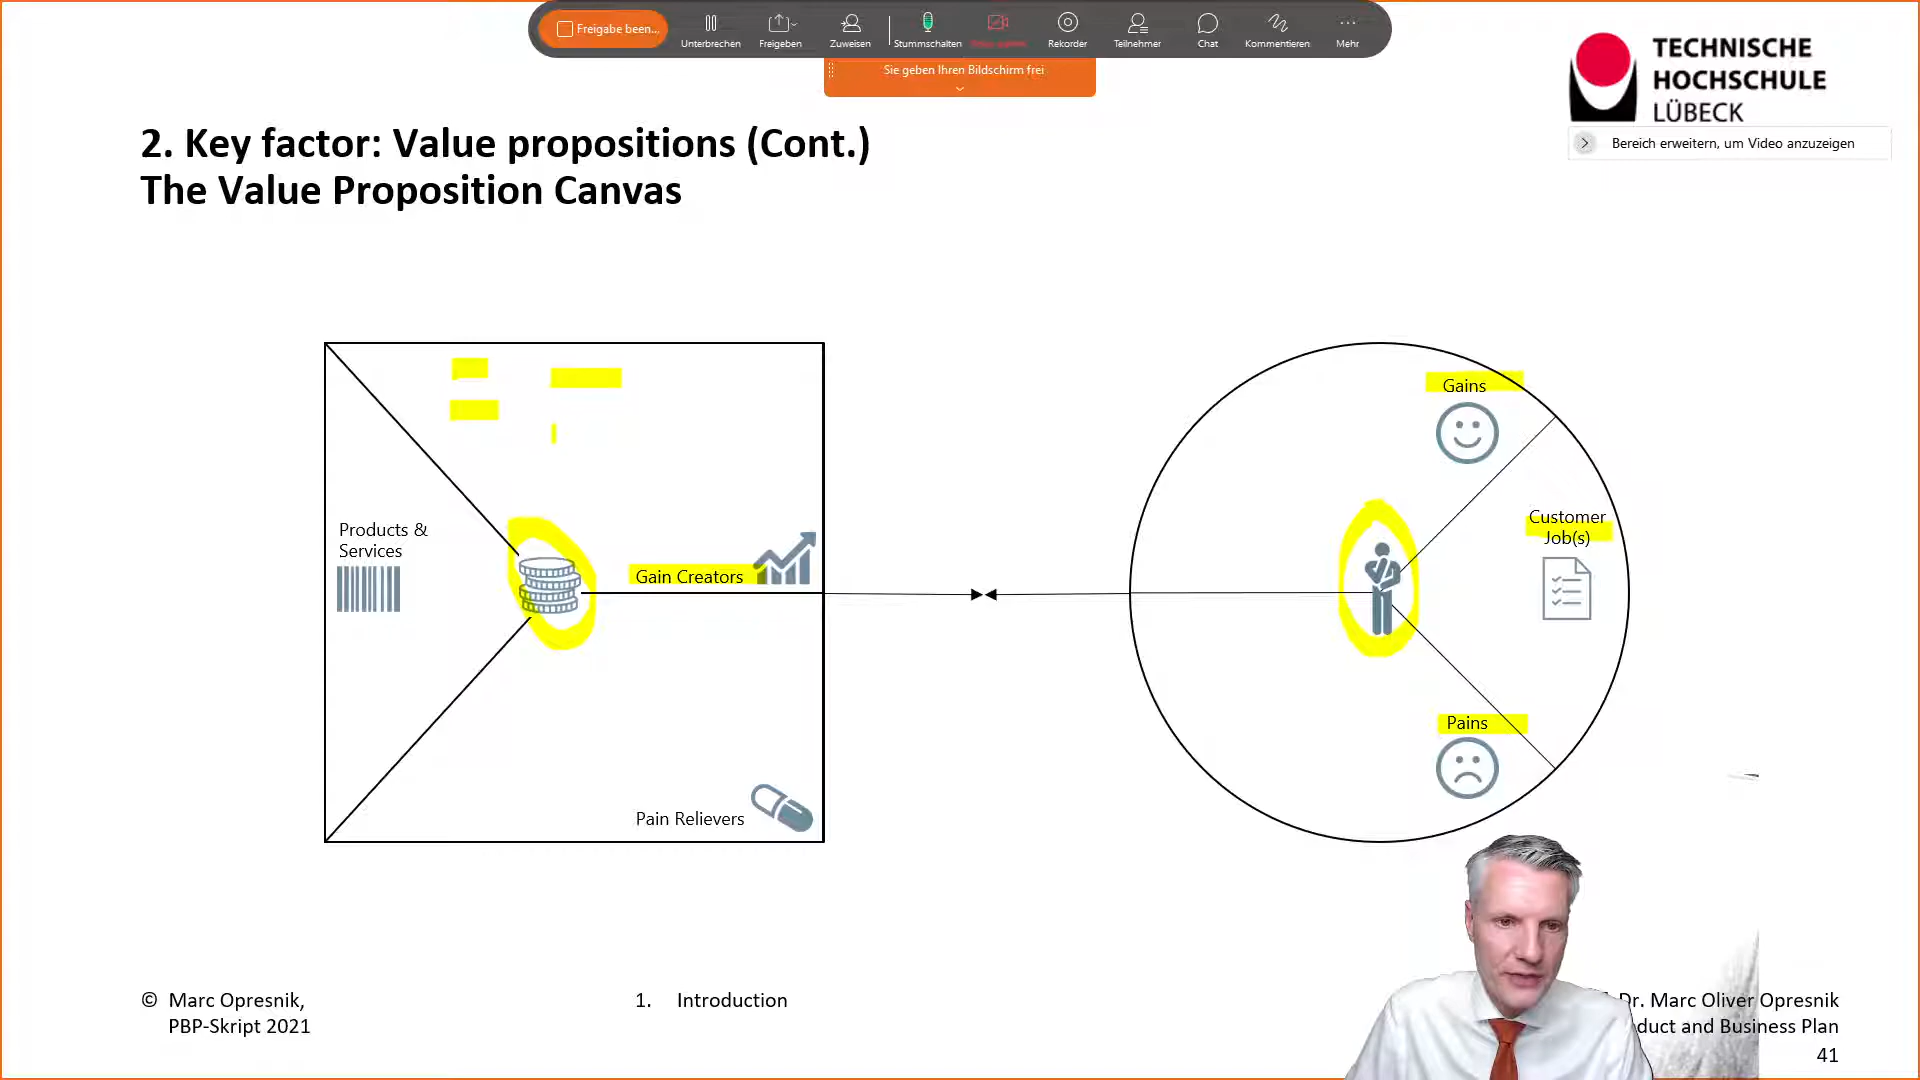 Freigabe been...
Unterbrechen
Freigeben
Zuweisen
Stummschalten
Rekorder
Teilnehmer
Chat
Kommentieren
Mehr
Sie geben Ihren Bildschirm frei
TECHNISCHE
HOCHSCHULE
LÜBECK
Bereich erweitern, um Video anzuzeigen
2. Key factor: Value propositions (Cont.)
The Value Proposition Canvas
Products &
Services
Gain Creators
Pain Relievers
Gains
Customer
Job(s)
Pains
© Marc Opresnik,
PBP-Skript 2021
1. Introduction
Dr. Marc Oliver Opresnik
duct and Business Plan
41